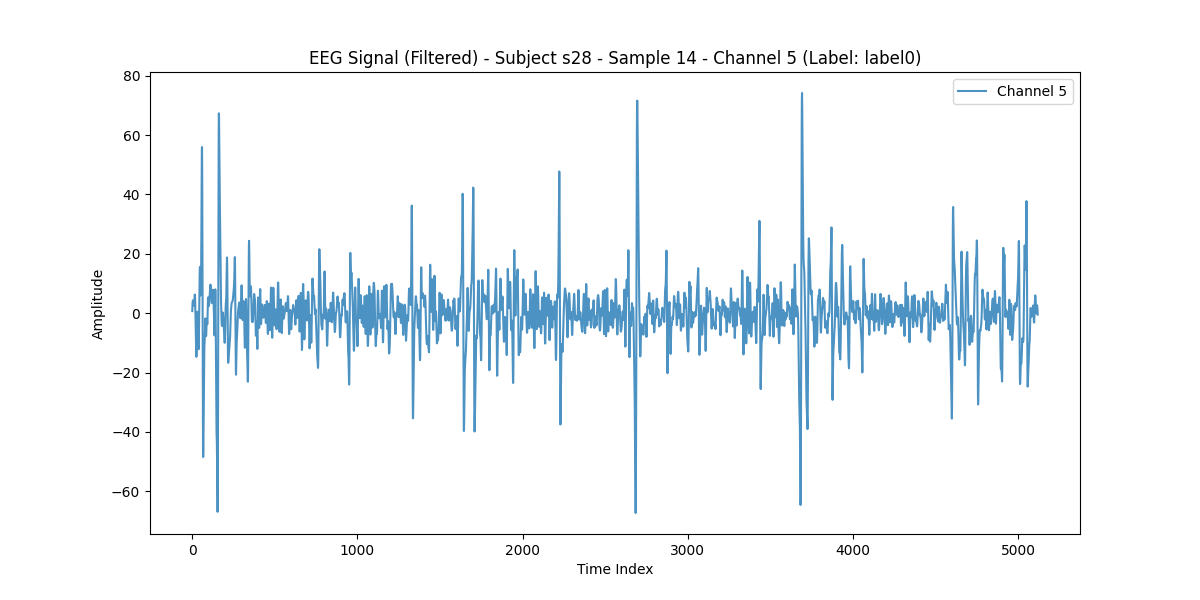 EEG Signal (Filtered) - Subject s28 - Sample 14 - Channel 5 (Label: label0)
Channel 5
80
60
40
20
0
−20
−40
−60
Amplitude
0 1000 2000 3000 4000 5000
Time Index